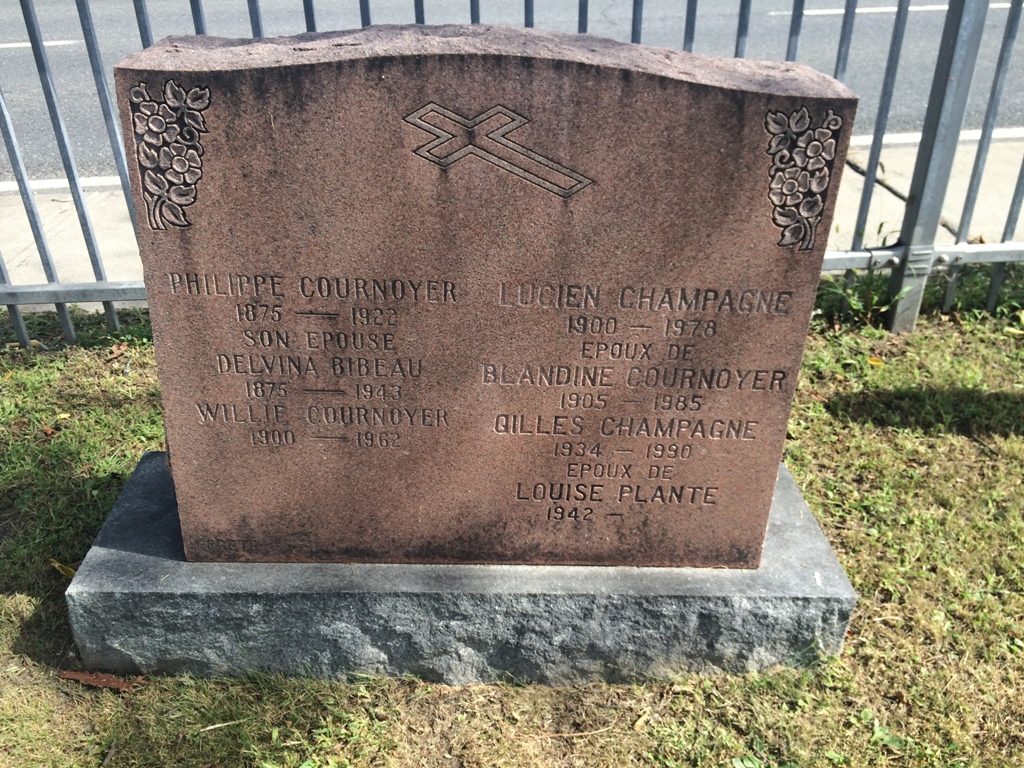 PHILIPPE COURNOYER
1875 — 1922
SON EPOUSE
DELVINA BIBEAU
1875 — 1943
WILLIE COURNOYER
1900 — 1962
LUCIEN CHAMPAGNE
1900 — 1978
EPOUX DE
BLANDINE COURNOYER
1905 — 1985
GILLES CHAMPAGNE
1934 — 1990
EPOUX DE
LOUISE PLANTE
1942 —